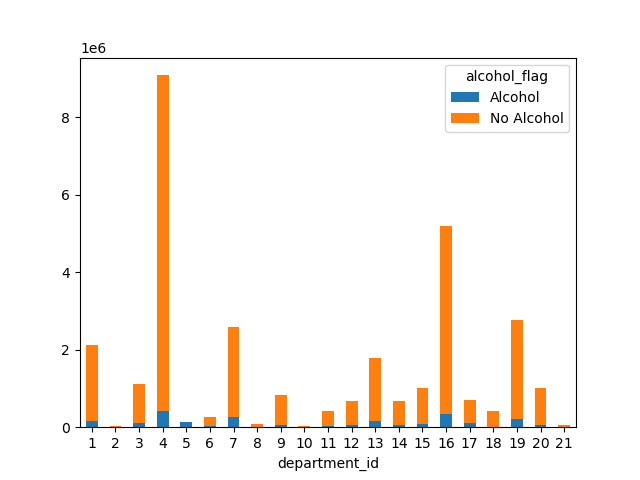 1e6
alcohol_flag
Alcohol
No Alcohol
8
6
4
2
0
1 2 3 4 5 6 7 8 9 10 11 12 13 14 15 16 17 18 19 20 21
department_id